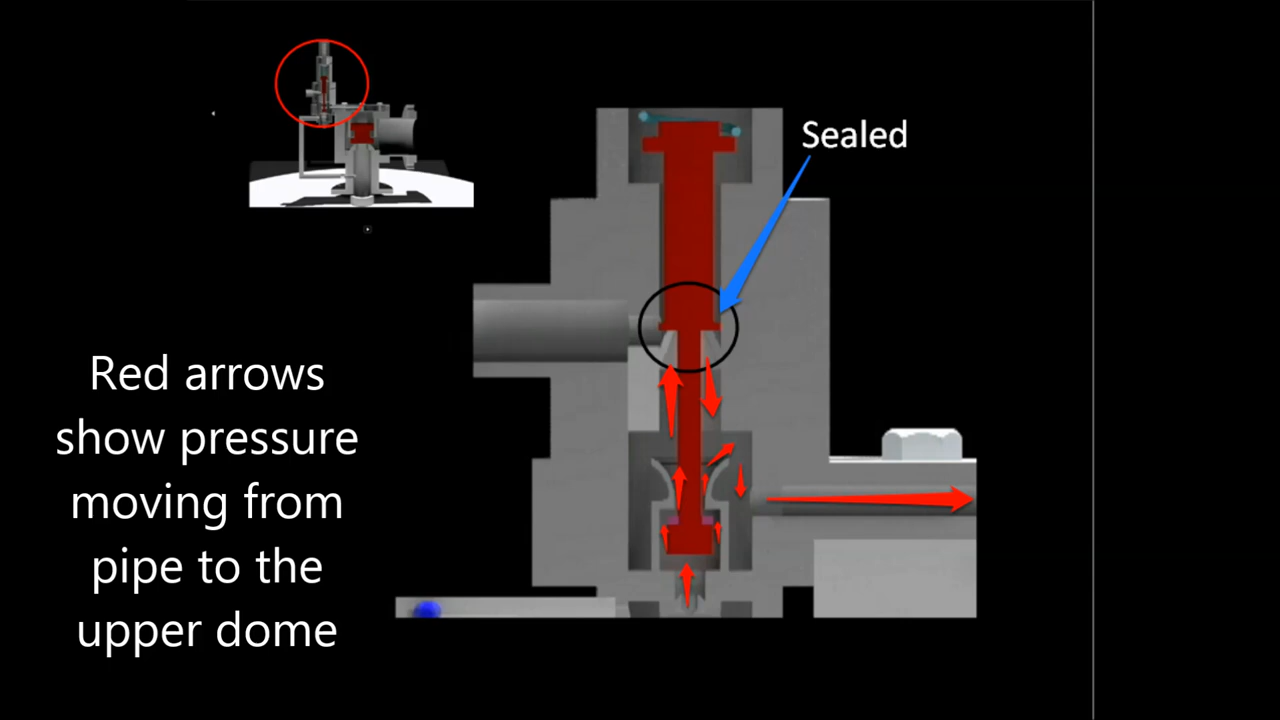 Sealed
Red arrows
show pressure
moving from
pipe to the
upper dome